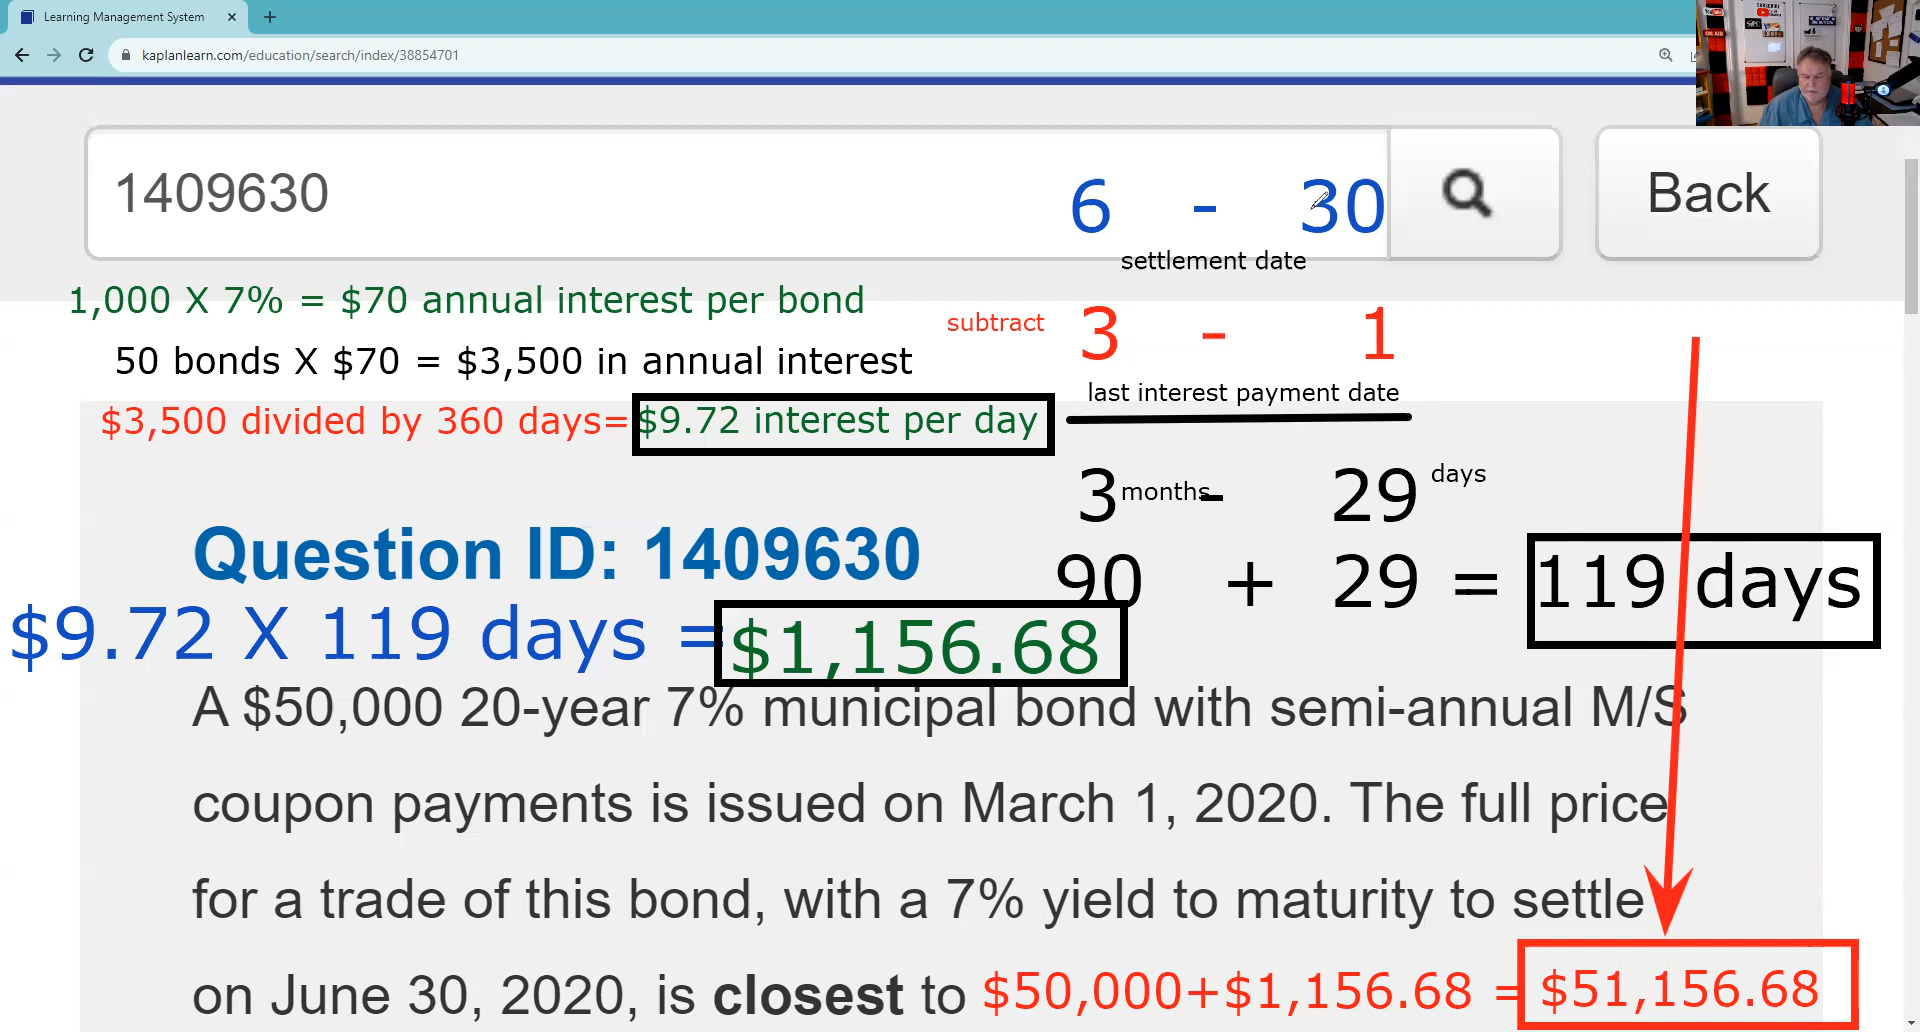 Learning Management System
kaplanlearn.com/education/search/index/38854701
SUBSCRIBE
ON AIR
1409630
6 - 30
Back
settlement date
1,000 X 7% = $70 annual interest per bond
subtract 3 - 1
50 bonds X $70 = $3,500 in annual interest
last interest payment date
$3,500 divided by 360 days= $9.72 interest per day
3 months - 29 days
Question ID: 1409630
90 + 29 = 119 days
$9.72 X 119 days = $1,156.68
A $50,000 20-year 7% municipal bond with semi-annual M/S
coupon payments is issued on March 1, 2020. The full price
for a trade of this bond, with a 7% yield to maturity to settle
on June 30, 2020, is closest to $50,000+$1,156.68 = $51,156.68